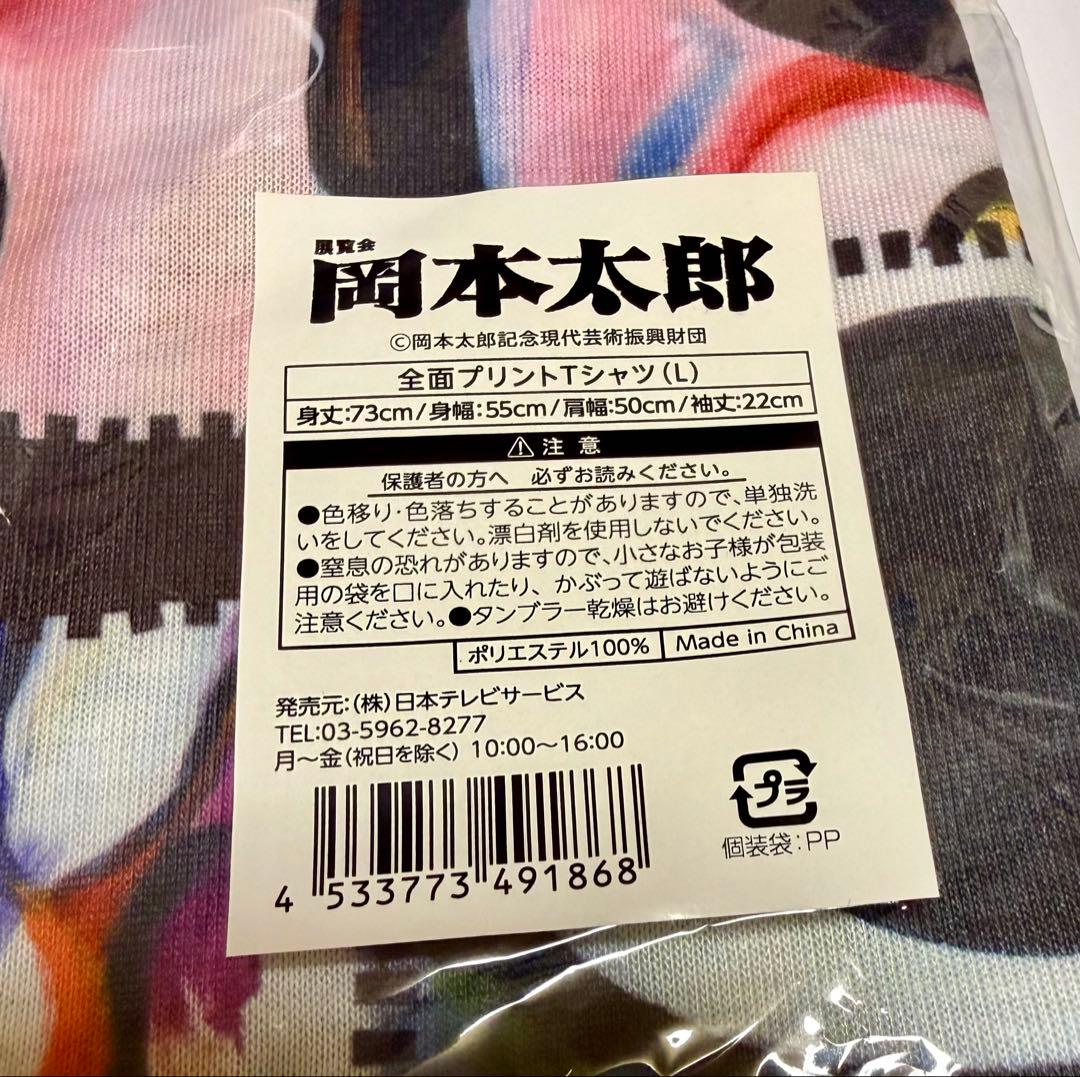 展覧会
岡本太郎
©岡本太郎記念現代芸術振興財団
全面プリントTシャツ(L)
身丈:73cm/身幅:55cm/肩幅:50cm/袖丈:22cm
⚠注 意
保護者の方へ 必ずお読みください。
●色移り・色落ちすることがありますので、単独洗
いをしてください。漂白剤を使用しないでください。
●窒息の恐れがありますので、小さなお子様が包装
用の袋を口に入れたり、かぶって遊ばないようにご
注意ください。●タンブラー乾燥はお避けください。
ポリエステル100% Made in China
発売元:(株)日本テレビサービス
TEL:03-5962-8277
月～金(祝日を除く) 10:00～16:00
プラ
個装袋:PP
4 533773 491868